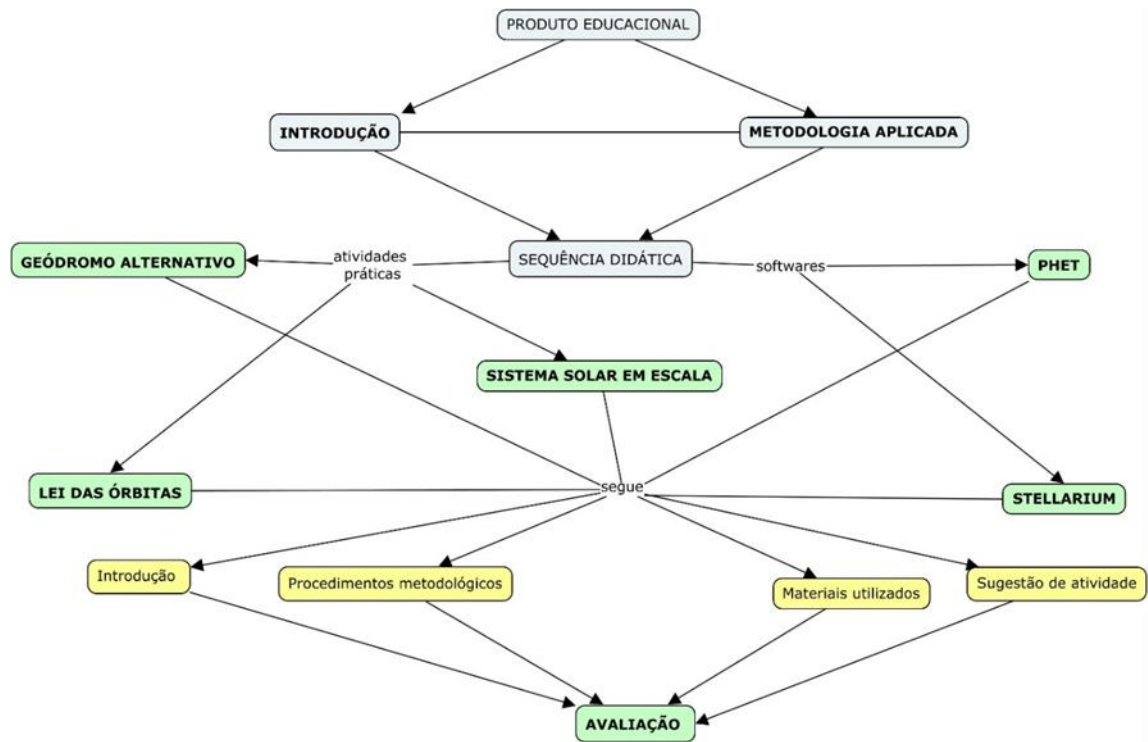 PRODUTO EDUCACIONAL
INTRODUÇÃO
METODOLOGIA APLICADA
GEÓDROMO ALTERNATIVO
atividades
práticas
SEQUÊNCIA DIDÁTICA
softwares
PHET
SISTEMA SOLAR EM ESCALA
LEI DAS ÓRBITAS
segue
STELLARIUM
Introdução
Procedimentos metodológicos
Materiais utilizados
Sugestão de atividade
AVALIAÇÃO